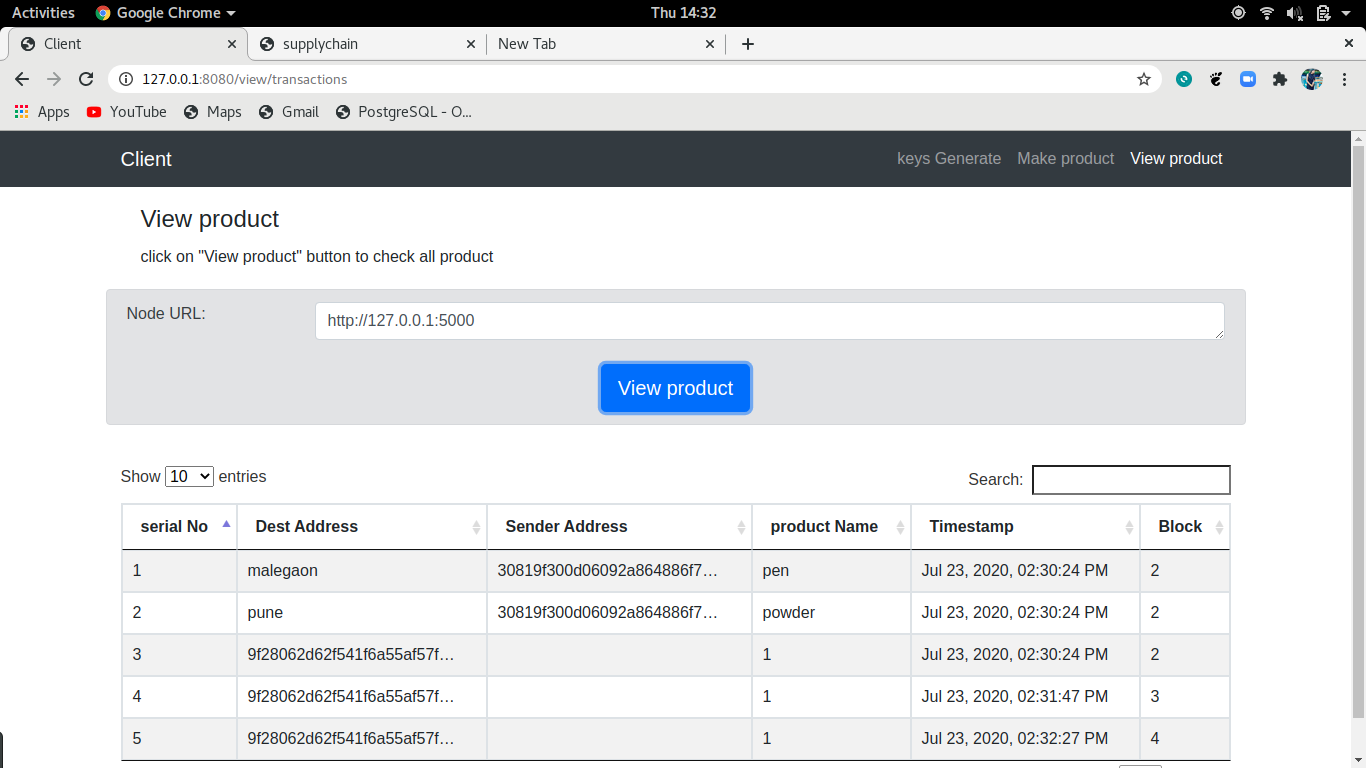 Activities Google Chrome Thu 14:32
Client supplychain New Tab
127.0.0.1:8080/view/transactions
Apps YouTube Maps Gmail PostgreSQL - O...
Client keys Generate Make product View product
View product
click on "View product" button to check all product
Node URL: http://127.0.0.1:5000
View product
Show 10 entries Search:
serial No Dest Address Sender Address product Name Timestamp Block
1 malegaon 30819f300d06092a864886f7... pen Jul 23, 2020, 02:30:24 PM 2
2 pune 30819f300d06092a864886f7... powder Jul 23, 2020, 02:30:24 PM 2
3 9f28062d62f541f6a55af57f... 1 Jul 23, 2020, 02:30:24 PM 2
4 9f28062d62f541f6a55af57f... 1 Jul 23, 2020, 02:31:47 PM 3
5 9f28062d62f541f6a55af57f... 1 Jul 23, 2020, 02:32:27 PM 4